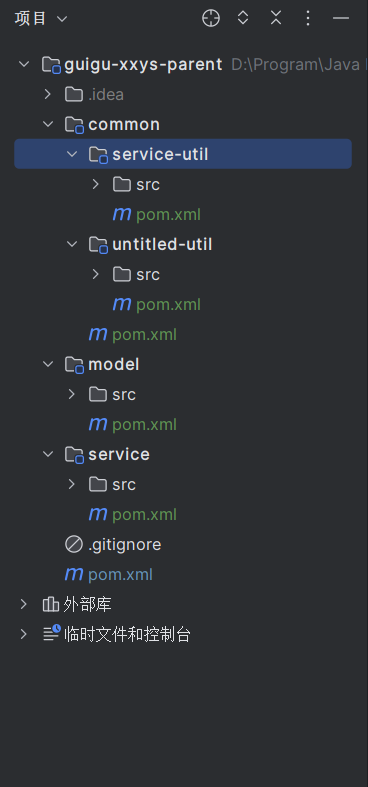 项目
guigu-xxys-parent D:\Program\Java
.idea
common
service-util
src
pom.xml
untitled-util
src
pom.xml
pom.xml
model
src
pom.xml
service
src
pom.xml
.gitignore
pom.xml
外部库
临时文件和控制台